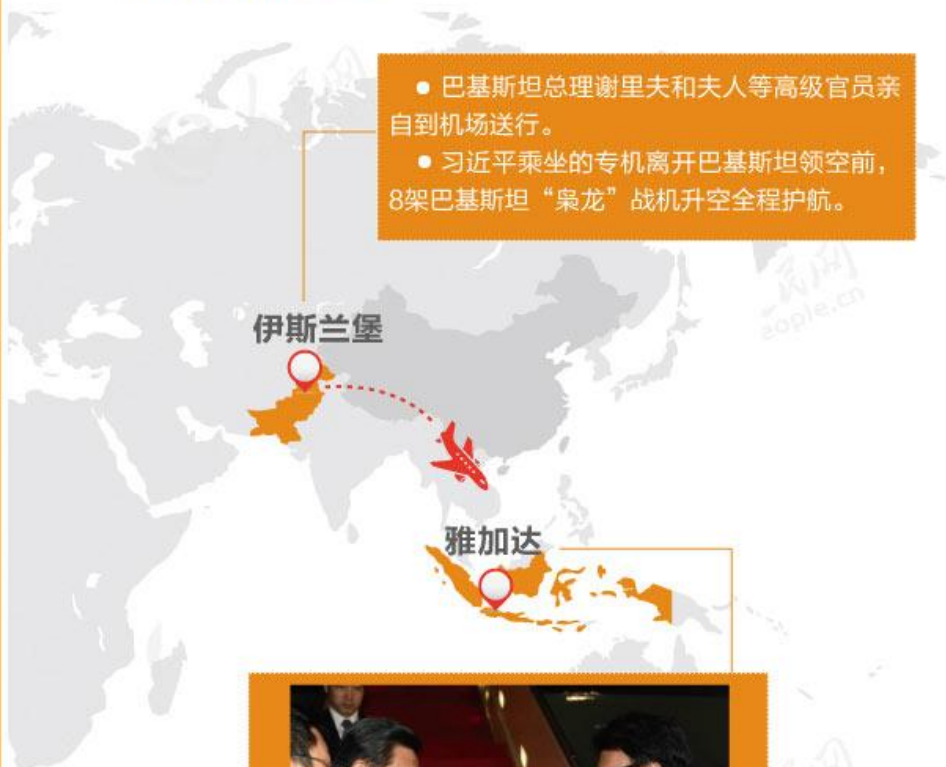 ● 巴基斯坦总理谢里夫和夫人等高级官员亲
自到机场送行。
● 习近平乘坐的专机离开巴基斯坦领空前，
8架巴基斯坦“枭龙”战机升空全程护航。
伊斯兰堡
雅加达